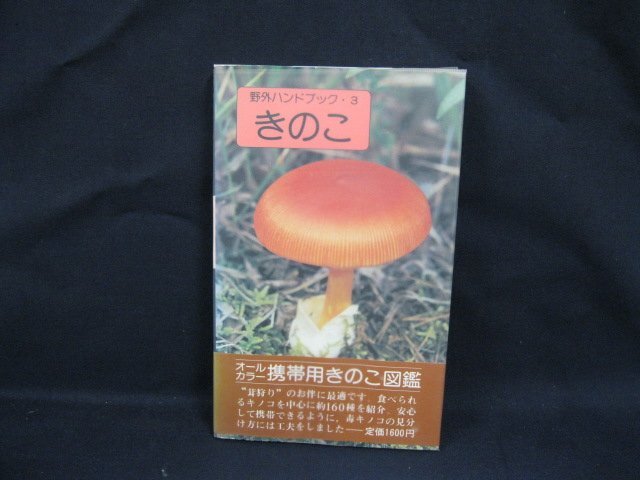 野外ハンドブック・3
きのこ
オールカラー携帯用きのこ図鑑
“茸狩り”のお伴に最適です。食べられ
るキノコを中心に約160種を紹介。安心
して携帯できるように、毒キノコの見分
け方には工夫をしました──定価1600円